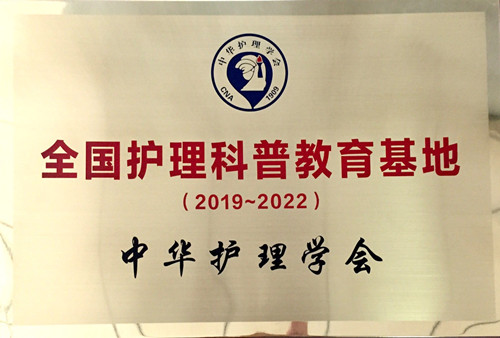 中华护理学会
CNA 1909
全国护理科普教育基地
（2019~2022）
中华护理学会